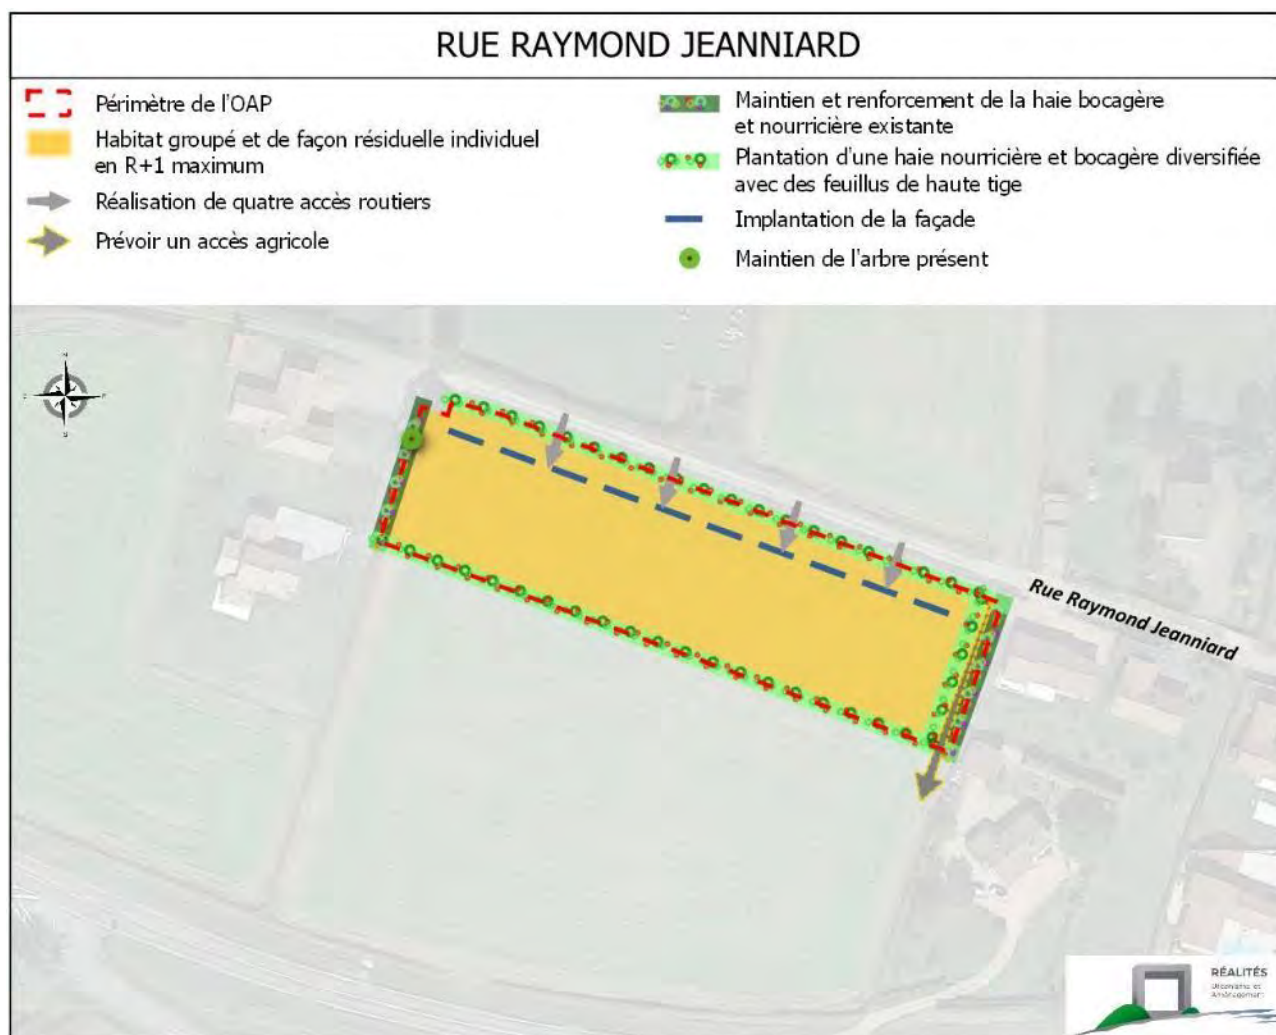 RUE RAYMOND JEANNIARD
Périmètre de l'OAP
Habitat groupé et de façon résiduelle individuel
en R+1 maximum
Réalisation de quatre accès routiers
Prévoir un accès agricole
Maintien et renforcement de la haie bocagère
et nourricière existante
Plantation d'une haie nourricière et bocagère diversifiée
avec des feuillus de haute tige
Implantation de la façade
Maintien de l'arbre présent
Rue Raymond Jeanniard
RÉALITÉS
Urbanisme et
Aménagement